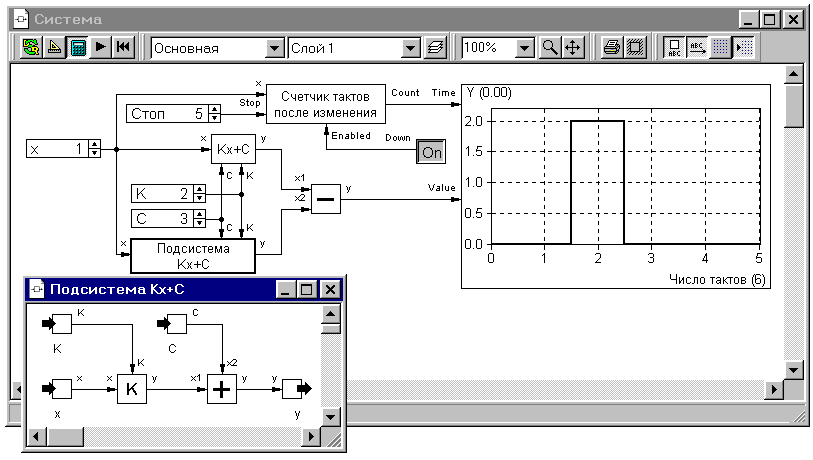 Система
Основная
Слой 1
100%
ABC
ABC
x
Stop
Стоп 5
Счетчик тактов
после изменения
Count
Time
Enabled
Down
On
x 1
x
Kx+C
y
C
K
K 2
C 3
C
K
x
Подсистема
Kx+C
y
x1
x2
y
Value
Y (0.00)
2.0
1.5
1.0
0.5
0.0
0 1 2 3 4 5
Число тактов (6)
Подсистема Kx+C
K
K
C
C
K
x2
x
x
x
K
y
x1
y
y
y